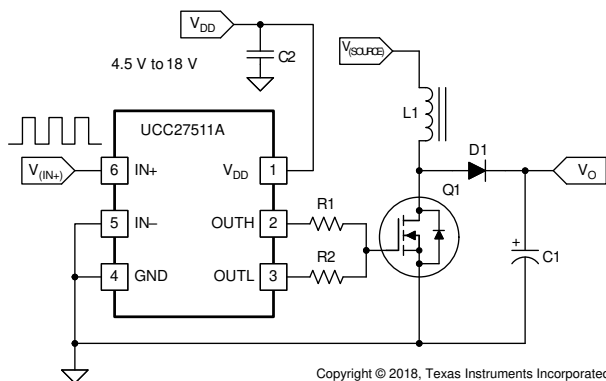 VDD
C2
4.5 V to 18 V
V(SOURCE)
L1
UCC27511A
D1
VO
V(IN+)
6 IN+
VDD 1
Q1
R1
5 IN–
OUTH 2
R2
4 GND
OUTL 3
+
C1
Copyright © 2018, Texas Instruments Incorporated